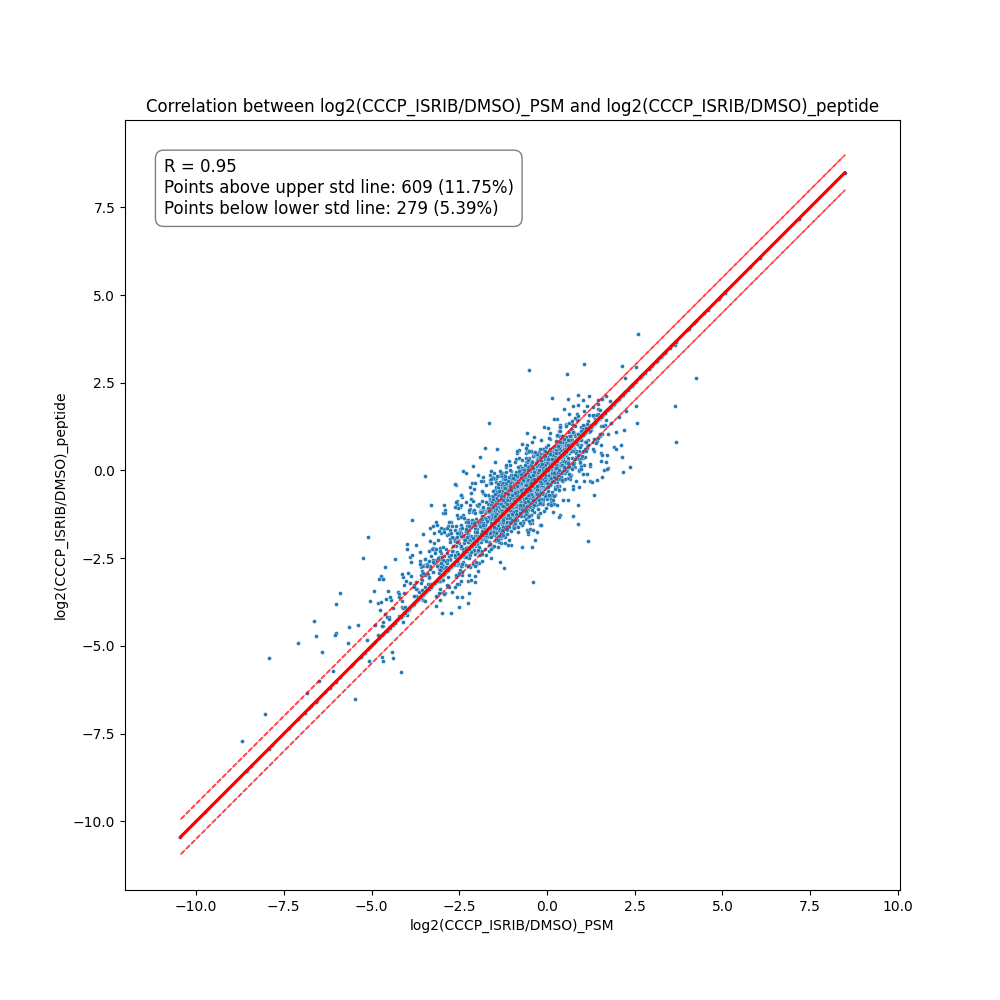 Correlation between log2(CCCP_ISRIB/DMSO)_PSM and log2(CCCP_ISRIB/DMSO)_peptide
R = 0.95
Points above upper std line: 609 (11.75%)
Points below lower std line: 279 (5.39%)
7.5
5.0
2.5
0.0
−2.5
−5.0
−7.5
−10.0
log2(CCCP_ISRIB/DMSO)_peptide
−10.0 −7.5 −5.0 −2.5 0.0 2.5 5.0 7.5 10.0
log2(CCCP_ISRIB/DMSO)_PSM